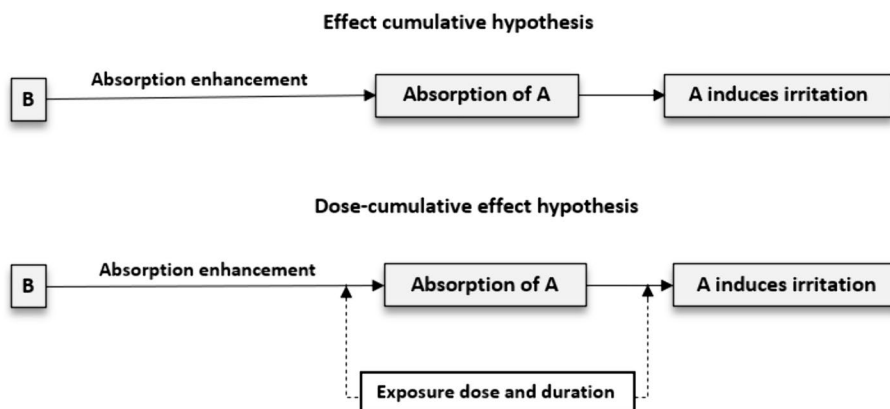 Effect cumulative hypothesis
B
Absorption enhancement
Absorption of A
A induces irritation
Dose-cumulative effect hypothesis
B
Absorption enhancement
Absorption of A
A induces irritation
Exposure dose and duration